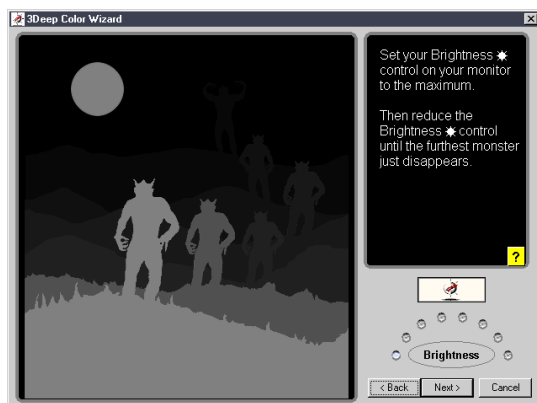 3Deep Color Wizard
Set your Brightness
control on your monitor
to the maximum.
Then reduce the
Brightness control
until the furthest monster
just disappears.
?
Brightness
< Back
Next >
Cancel